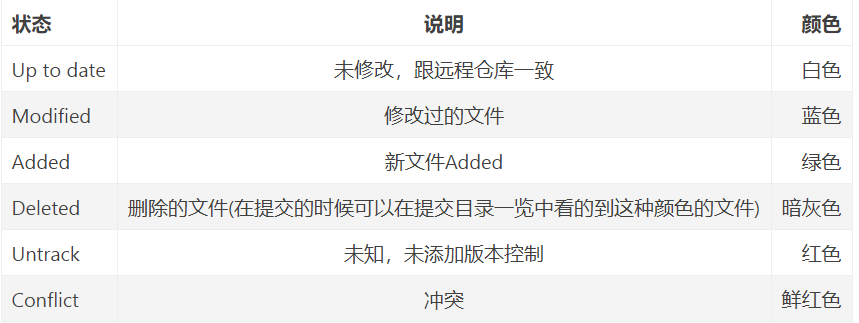 状态 说明 颜色
Up to date 未修改，跟远程仓库一致 白色
Modified 修改过的文件 蓝色
Added 新文件Added 绿色
Deleted 删除的文件(在提交的时候可以在提交目录一览中看的到这种颜色的文件) 暗灰色
Untrack 未知，未添加版本控制 红色
Conflict 冲突 鲜红色